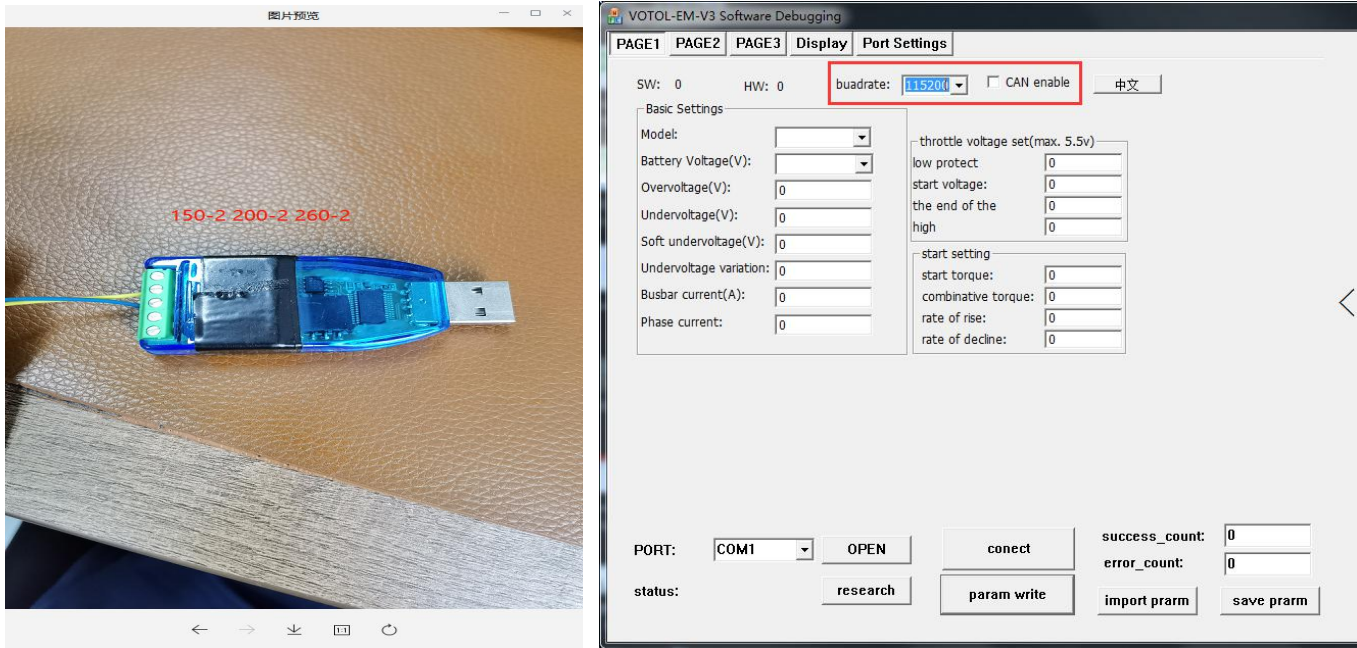 图片预览
150-2 200-2 260-2
1:1
VOTOL-EM-V3 Software Debugging
PAGE1 PAGE2 PAGE3 Display Port Settings
SW: 0 HW: 0 buadrate: 115200 CAN enable 中文
Basic Settings
Model:
Battery Voltage(V):
Overvoltage(V): 0
Undervoltage(V): 0
Soft undervoltage(V): 0
Undervoltage variation: 0
Busbar current(A): 0
Phase current: 0
throttle voltage set(max. 5.5v)
low protect 0
start voltage: 0
the end of the 0
high 0
start setting
start torque: 0
combinative torque: 0
rate of rise: 0
rate of decline: 0
PORT: COM1 OPEN conect
success_count: 0
error_count: 0
status: research param write import prarm save prarm